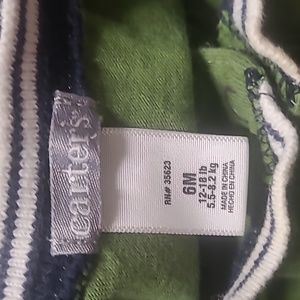 carter's
RN# 35623
6M
12-18 lb
5.5-8.2 kg
MADE IN CHINA
HECHO EN CHINA